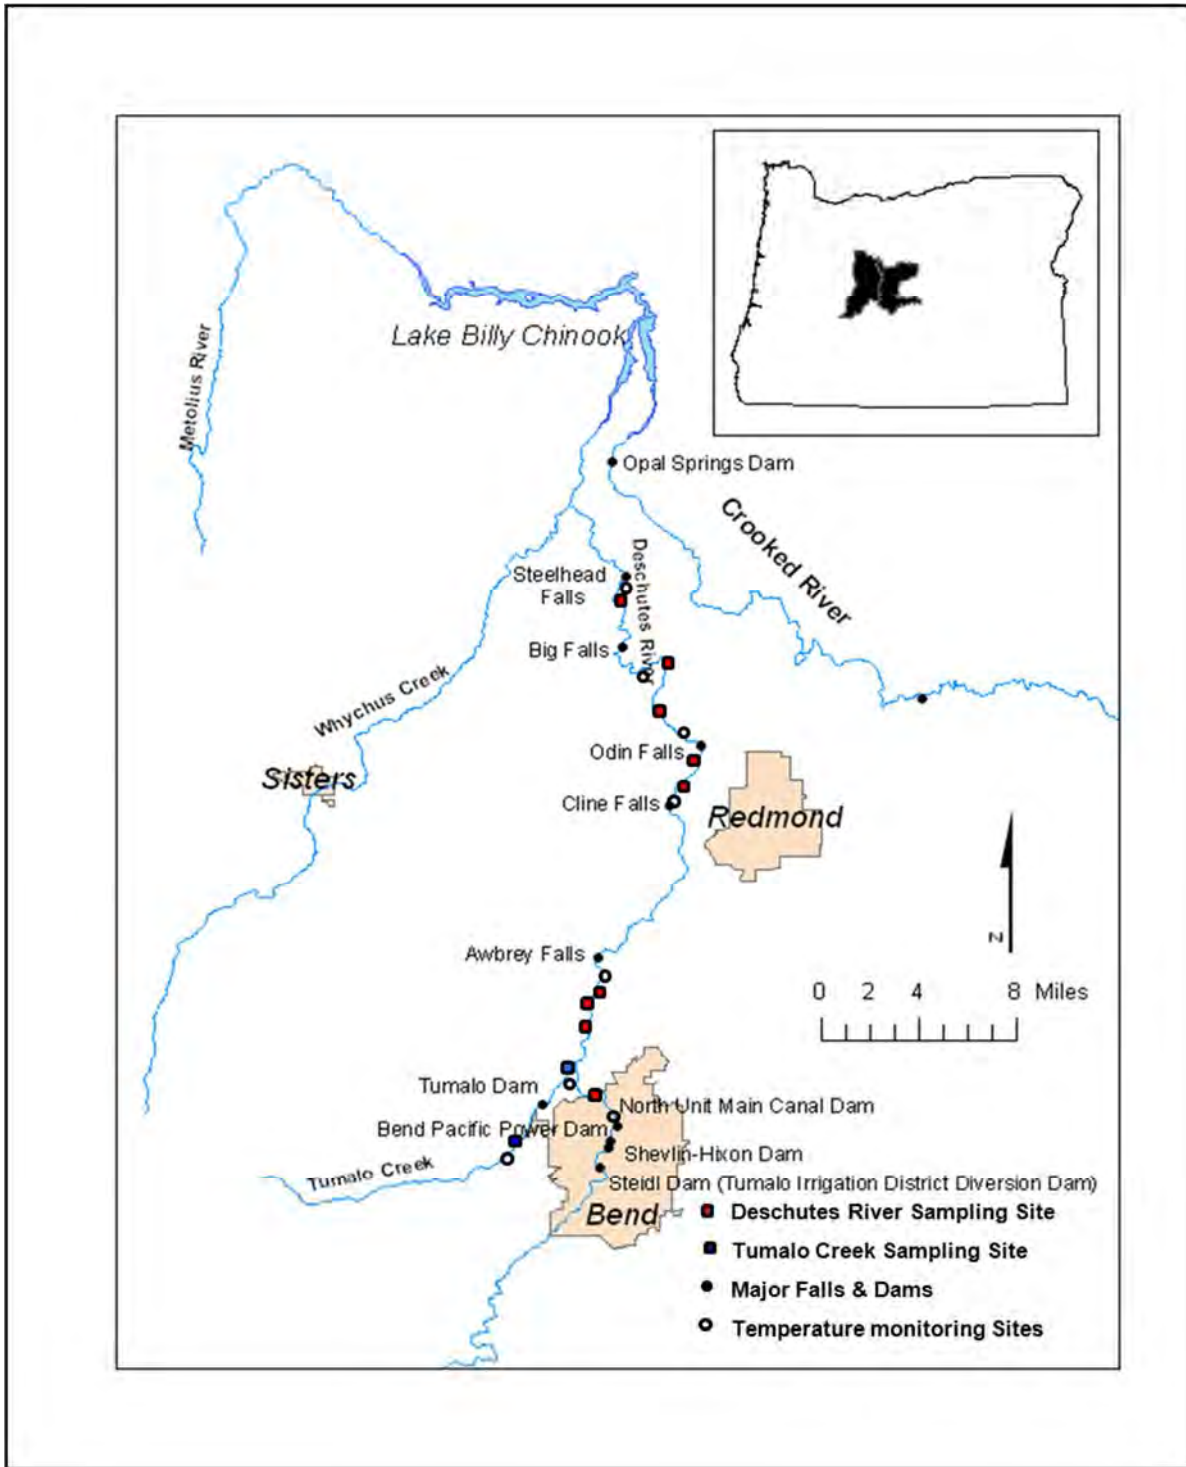 Metolius River
Lake Billy Chinook
Opal Springs Dam
Crooked River
Deschutes River
Steelhead
Falls
Big Falls
Whychus Creek
Odin Falls
Sisters
Cline Falls
Redmond
N
Awbrey Falls
0 2 4 8 Miles
Tumalo Dam
North Unit Main Canal Dam
Bend Pacific Power Dam
Shevlin-Hixon Dam
Tumalo Creek
Steidl Dam (Tumalo Irrigation District Diversion Dam)
Bend
Deschutes River Sampling Site
Tumalo Creek Sampling Site
Major Falls & Dams
Temperature monitoring Sites